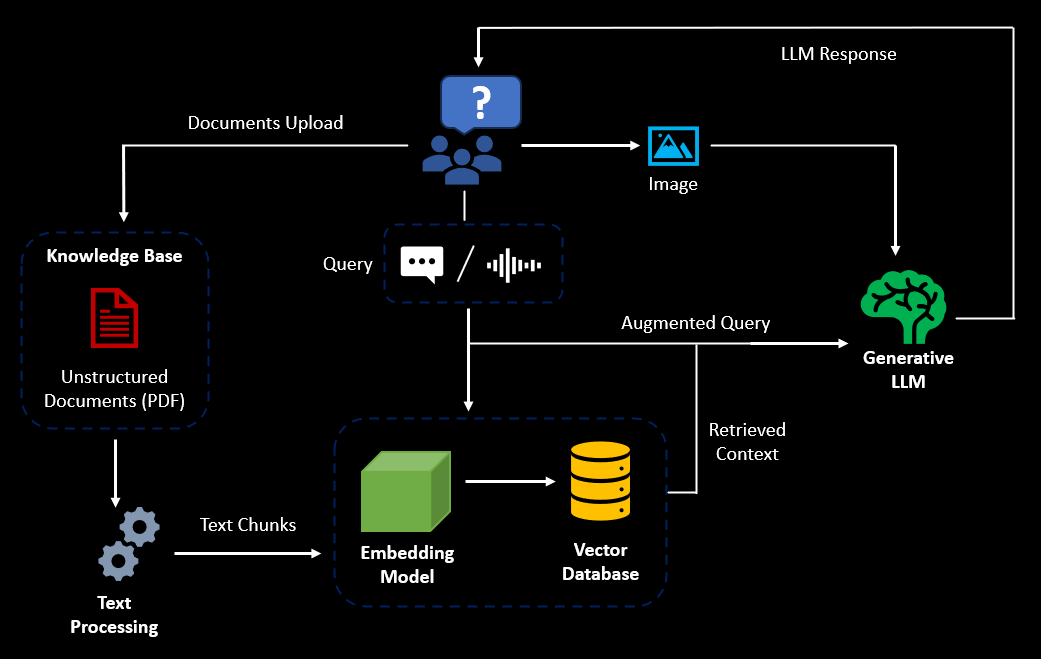 LLM Response
?
Documents Upload
Image
Knowledge Base
Query
Unstructured
Documents (PDF)
Augmented Query
Generative
LLM
Retrieved
Context
Text Chunks
Embedding
Model
Vector
Database
Text
Processing